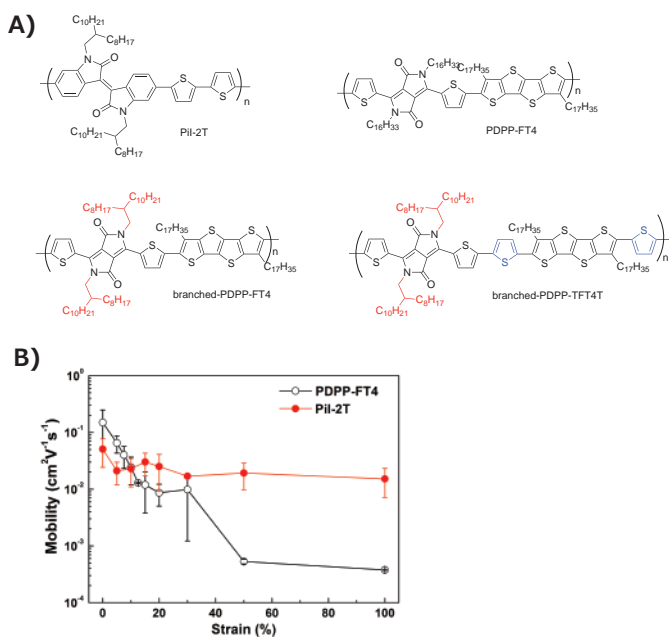 A)
C₁₀H₂₁
C₈H₁₇
N
O
O
N
S
S
n
C₁₀H₂₁
C₈H₁₇
PiI-2T
C₁₆H₃₃
C₁₇H₃₅
O
N
S
S
S
S
S
S
n
N
O
C₁₆H₃₃
C₁₇H₃₅
PDPP-FT4
C₁₀H₂₁
C₈H₁₇
C₁₇H₃₅
O
N
S
S
S
S
S
S
n
N
O
C₁₇H₃₅
C₈H₁₇
C₁₀H₂₁
branched-PDPP-FT4
C₁₀H₂₁
C₈H₁₇
C₁₇H₃₅
O
N
S
S
S
S
S
S
S
S
n
N
O
C₁₇H₃₅
C₈H₁₇
C₁₀H₂₁
branched-PDPP-TFT4T
B)
10⁰
10⁻¹
10⁻²
10⁻³
10⁻⁴
Mobility (cm²V⁻¹s⁻¹)
PDPP-FT4
PiI-2T
0 20 40 60 80 100
Strain (%)